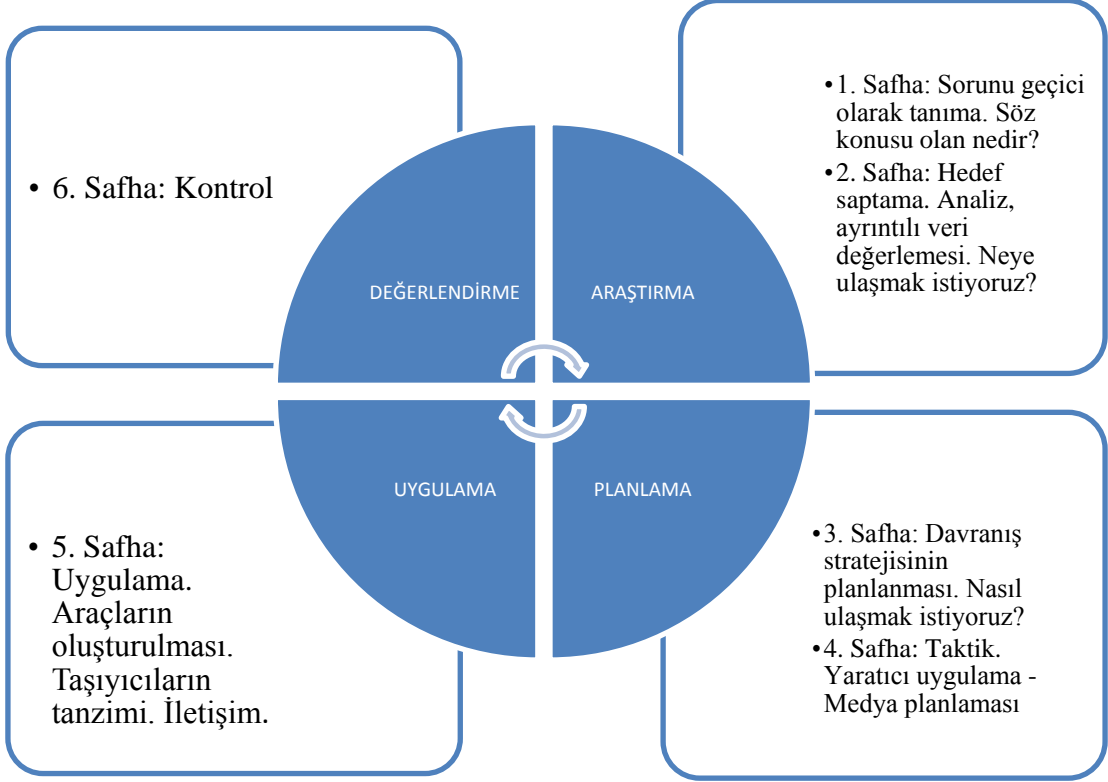 • 6. Safha: Kontrol
•1. Safha: Sorunu geçici
olarak tanıma. Söz
konusu olan nedir?
•2. Safha: Hedef
saptama. Analiz,
ayrıntılı veri
değerlemesi. Neye
ulaşmak istiyoruz?
DEĞERLENDİRME
ARAŞTIRMA
UYGULAMA
PLANLAMA
• 5. Safha:
Uygulama.
Araçların
oluşturulması.
Taşıyıcıların
tanzimi. İletişim.
•3. Safha: Davranış
stratejisinin
planlanması. Nasıl
ulaşmak istiyoruz?
•4. Safha: Taktik.
Yaratıcı uygulama -
Medya planlaması